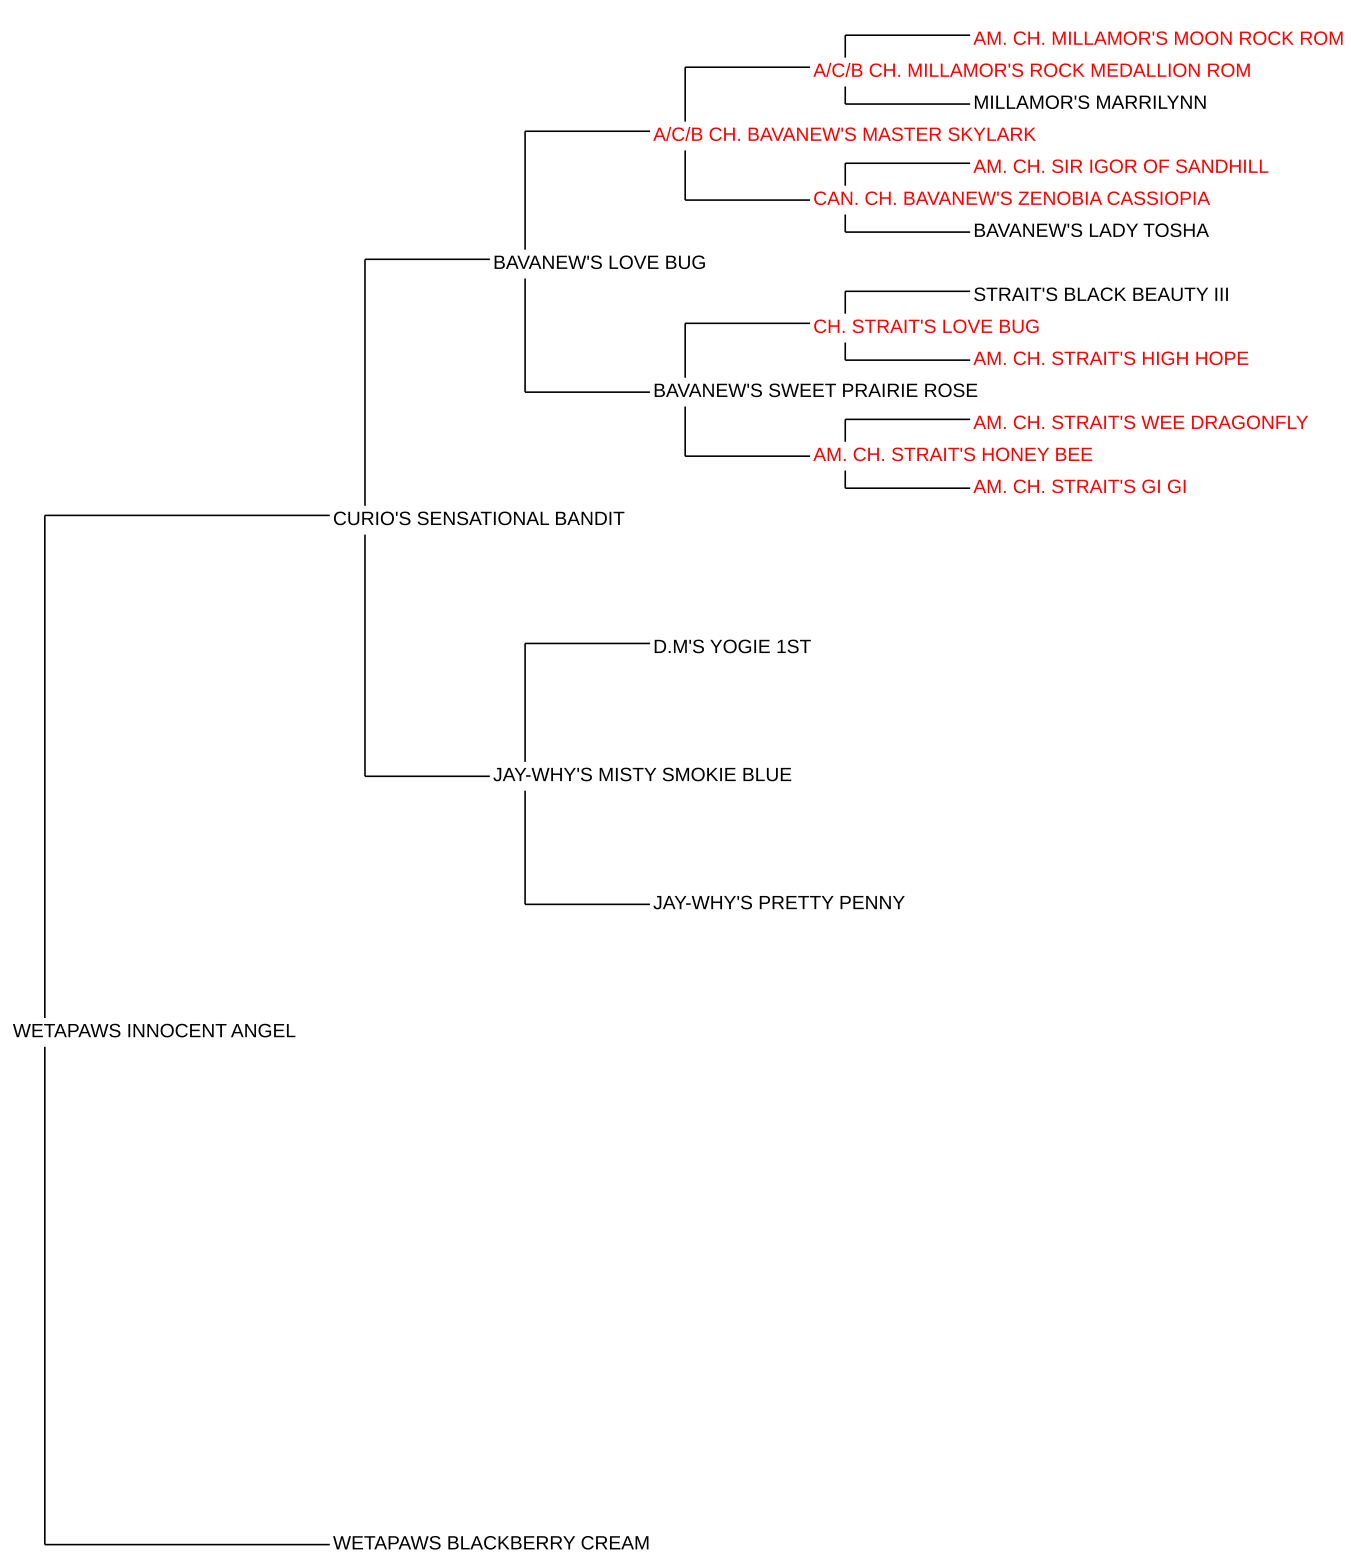 AM. CH. MILLAMOR'S MOON ROCK ROM
A/C/B CH. MILLAMOR'S ROCK MEDALLION ROM
MILLAMOR'S MARRILYNN
A/C/B CH. BAVANEW'S MASTER SKYLARK
AM. CH. SIR IGOR OF SANDHILL
CAN. CH. BAVANEW'S ZENOBIA CASSIOPIA
BAVANEW'S LADY TOSHA
BAVANEW'S LOVE BUG
STRAIT'S BLACK BEAUTY III
CH. STRAIT'S LOVE BUG
AM. CH. STRAIT'S HIGH HOPE
BAVANEW'S SWEET PRAIRIE ROSE
AM. CH. STRAIT'S WEE DRAGONFLY
AM. CH. STRAIT'S HONEY BEE
AM. CH. STRAIT'S GI GI
CURIO'S SENSATIONAL BANDIT
D.M'S YOGIE 1ST
JAY-WHY'S MISTY SMOKIE BLUE
JAY-WHY'S PRETTY PENNY
WETAPAWS INNOCENT ANGEL
WETAPAWS BLACKBERRY CREAM